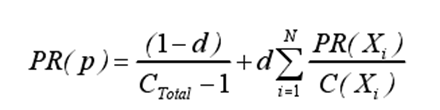 PR(p) = (1-d) / (C_Total - 1) + d ∑_{i=1}^{N} PR(X_i) / C(X_i)